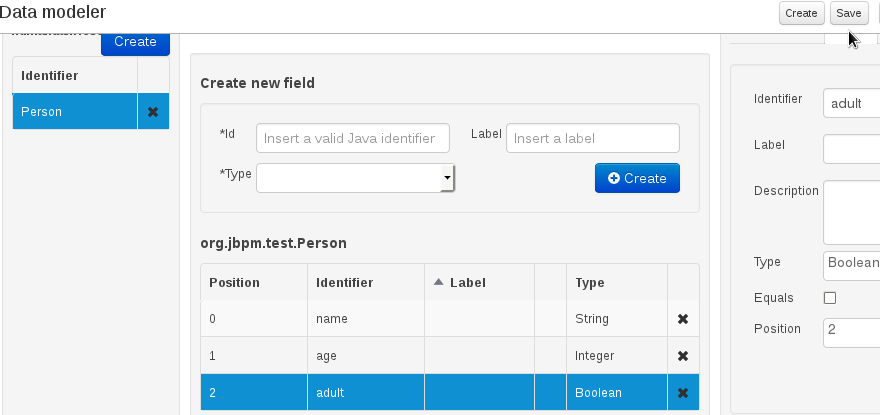 Data modeler
Create Save
Create
Identifier
Person
Create new field
*Id Insert a valid Java identifier Label Insert a label
*Type Create
org.jbpm.test.Person
Position Identifier Label Type
0 name String
1 age Integer
2 adult Boolean
Identifier adult
Label
Description
Type Boolean
Equals
Position 2